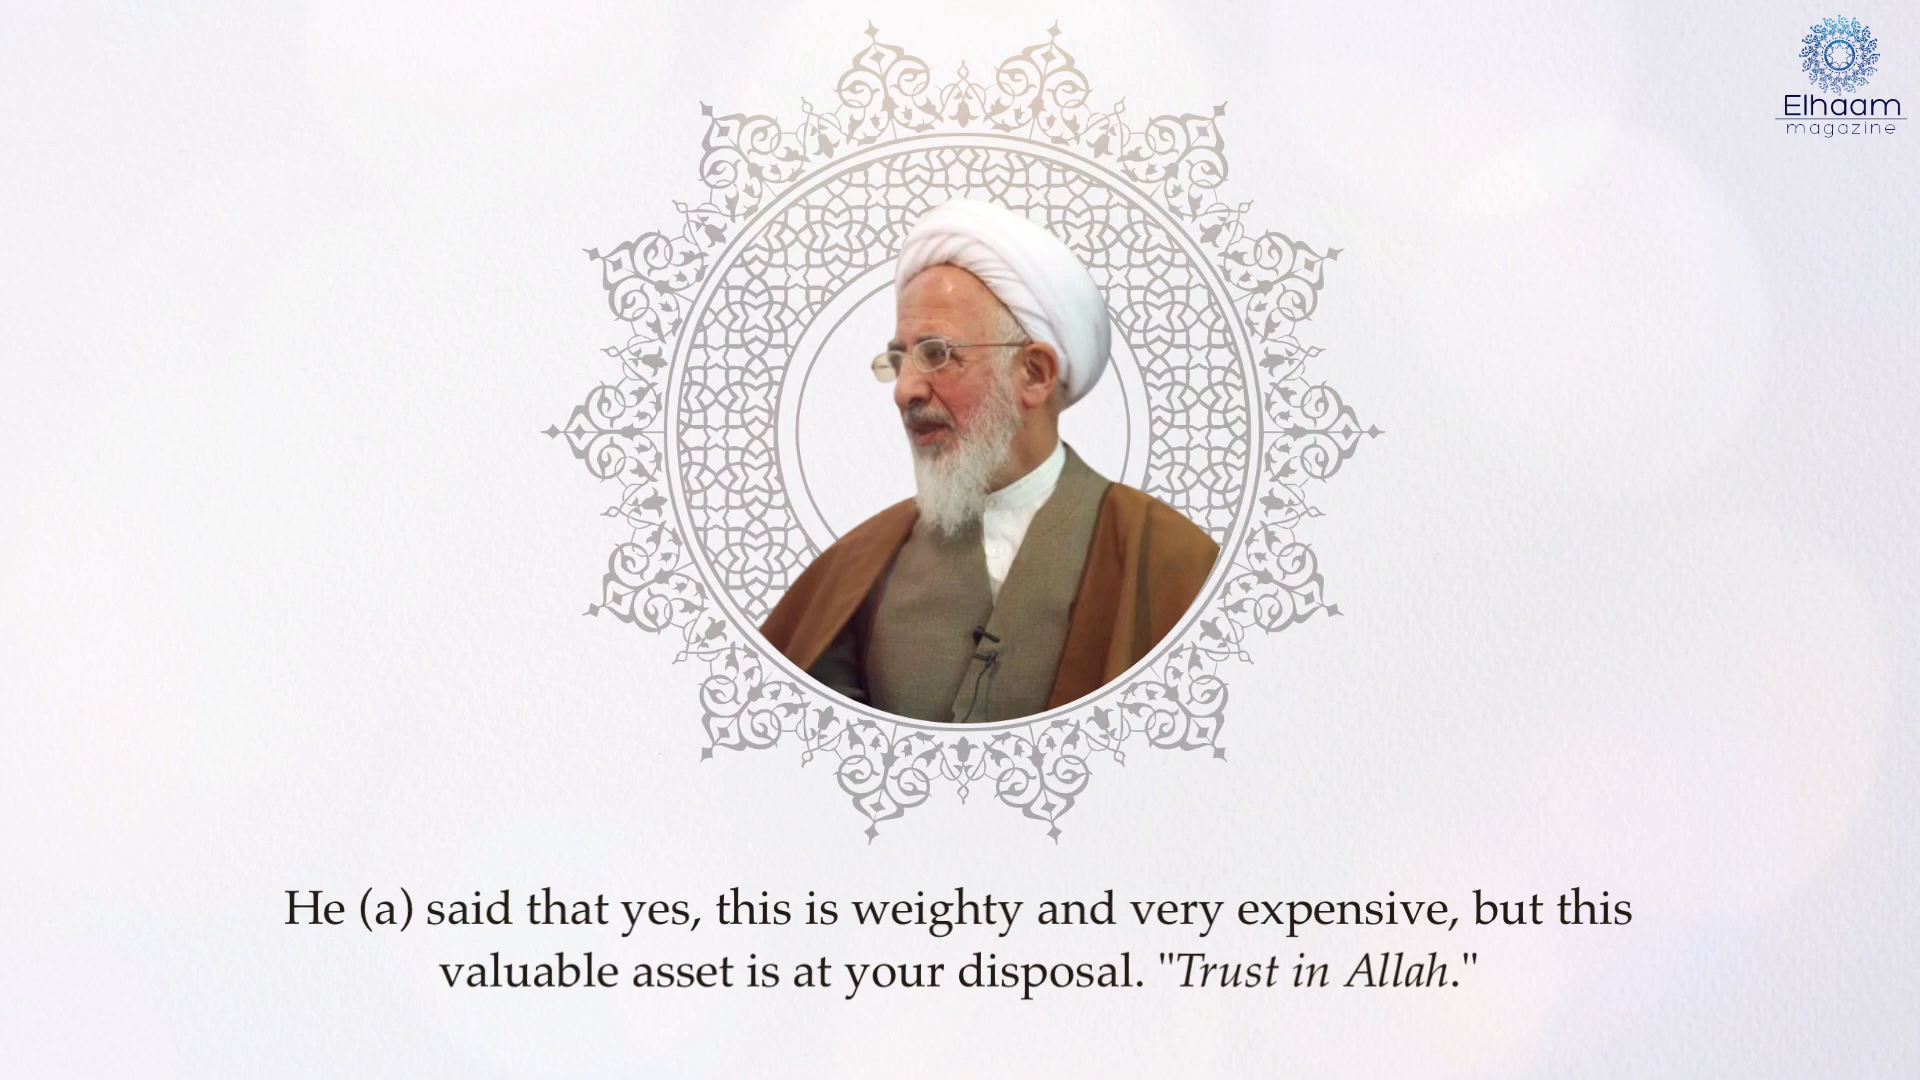 Elhaam
magazine
He (a) said that yes, this is weighty and very expensive, but this
valuable asset is at your disposal. "Trust in Allah."